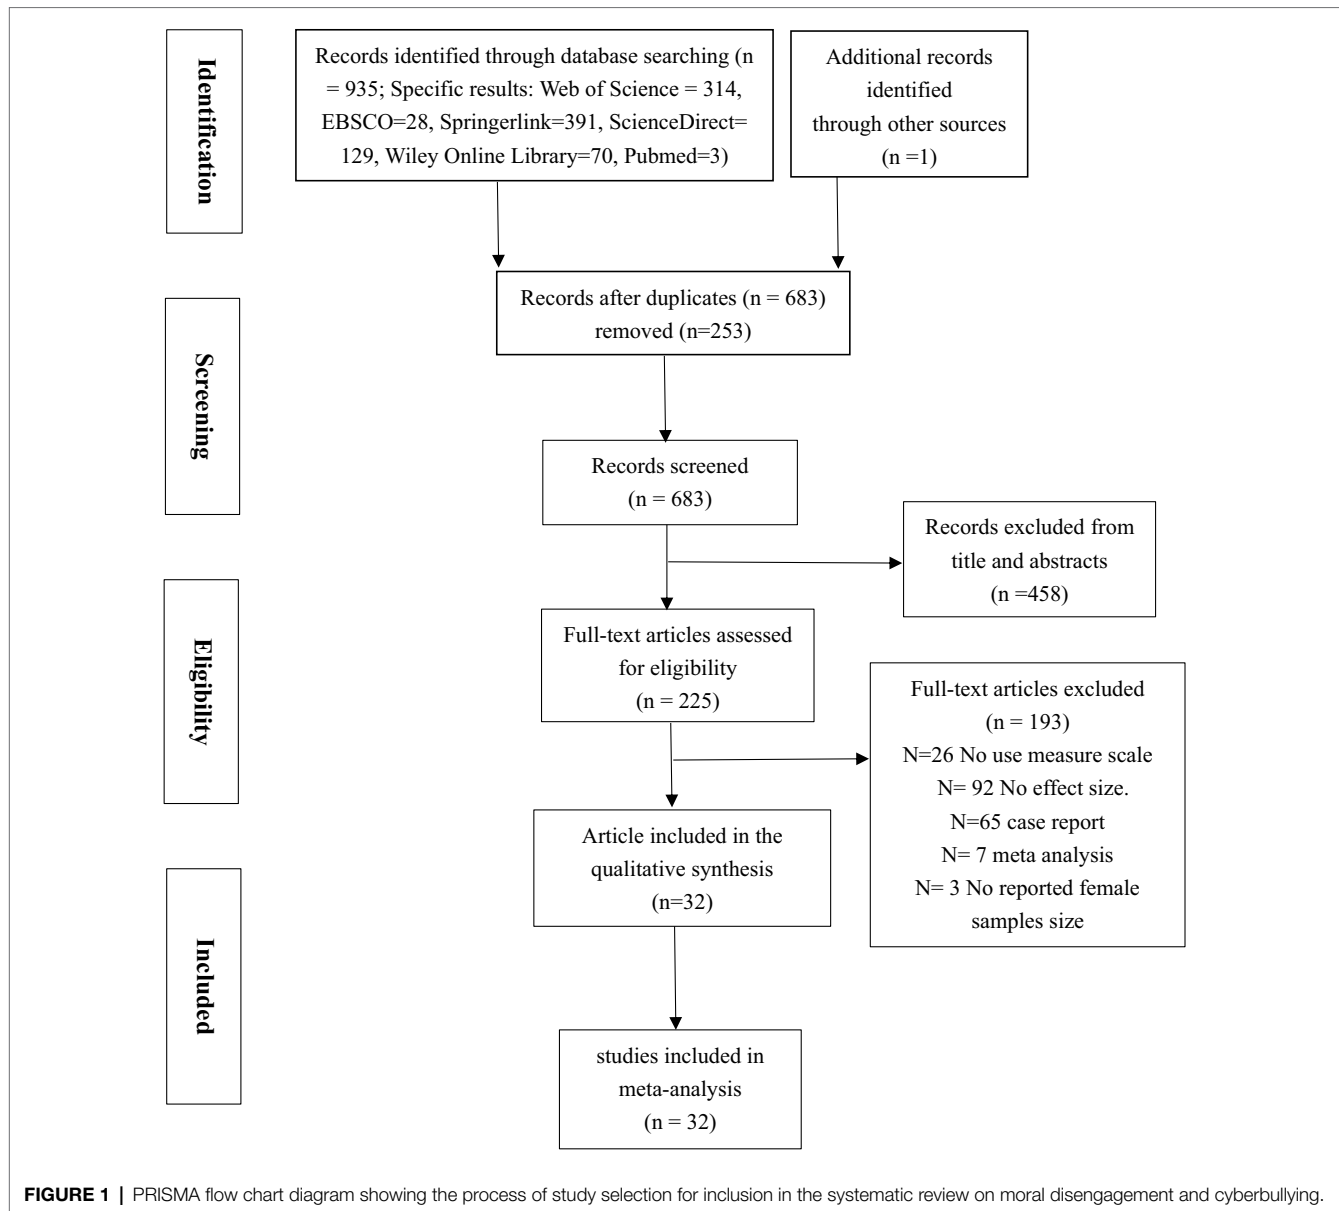 Identification
Records identified through database searching (n
= 935; Specific results: Web of Science = 314,
EBSCO=28, Springerlink=391, ScienceDirect=
129, Wiley Online Library=70, Pubmed=3)
Additional records
identified
through other sources
(n =1)
Records after duplicates (n = 683)
removed (n=253)
Screening
Records screened
(n = 683)
Records excluded from
title and abstracts
(n =458)
Eligibility
Full-text articles assessed
for eligibility
(n = 225)
Full-text articles excluded
(n = 193)
N=26 No use measure scale
N= 92 No effect size.
N=65 case report
N= 7 meta analysis
N= 3 No reported female
samples size
Article included in the
qualitative synthesis
(n=32)
Included
studies included in
meta-analysis
(n = 32)
FIGURE 1 | PRISMA flow chart diagram showing the process of study selection for inclusion in the systematic review on moral disengagement and cyberbullying.